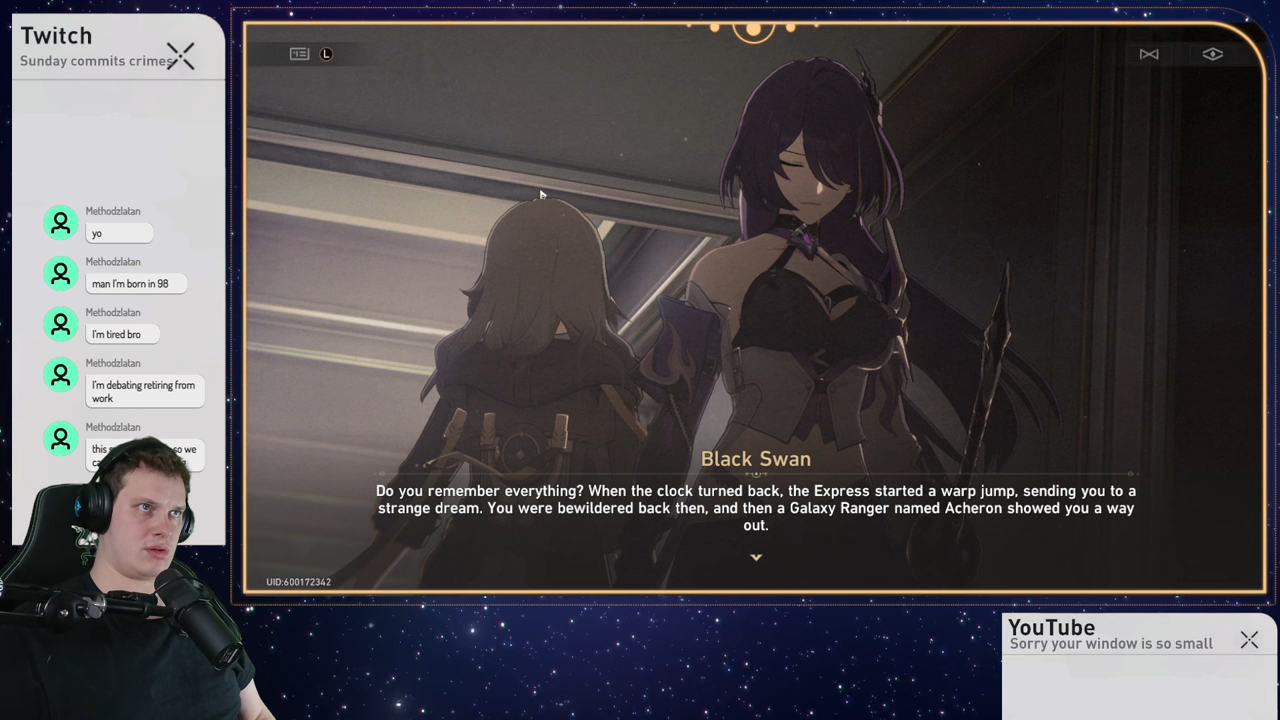 Twitch
Sunday commits crimes
L
Methodzlatan
yo
Methodzlatan
man I'm born in 98
Methodzlatan
I'm tired bro
Methodzlatan
I'm debating retiring from
work
Methodzlatan
this so we
Black Swan
Do you remember everything? When the clock turned back, the Express started a warp jump, sending you to a
strange dream. You were bewildered back then, and then a Galaxy Ranger named Acheron showed you a way
out.
UID:600172342
YouTube
Sorry your window is so small